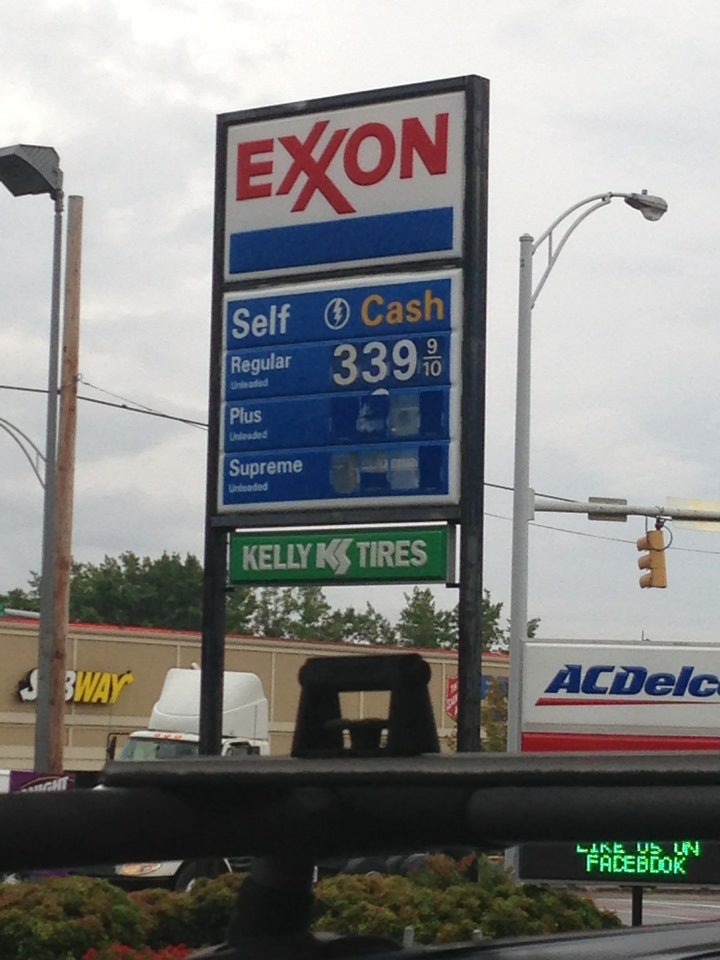 EXXON
Self Cash
Regular 339 9/10
Unleaded
Plus
Unleaded
Supreme
Unleaded
KELLY KS TIRES
SUBWAY
ACDelco
LIKE US ON
FACEBOOK